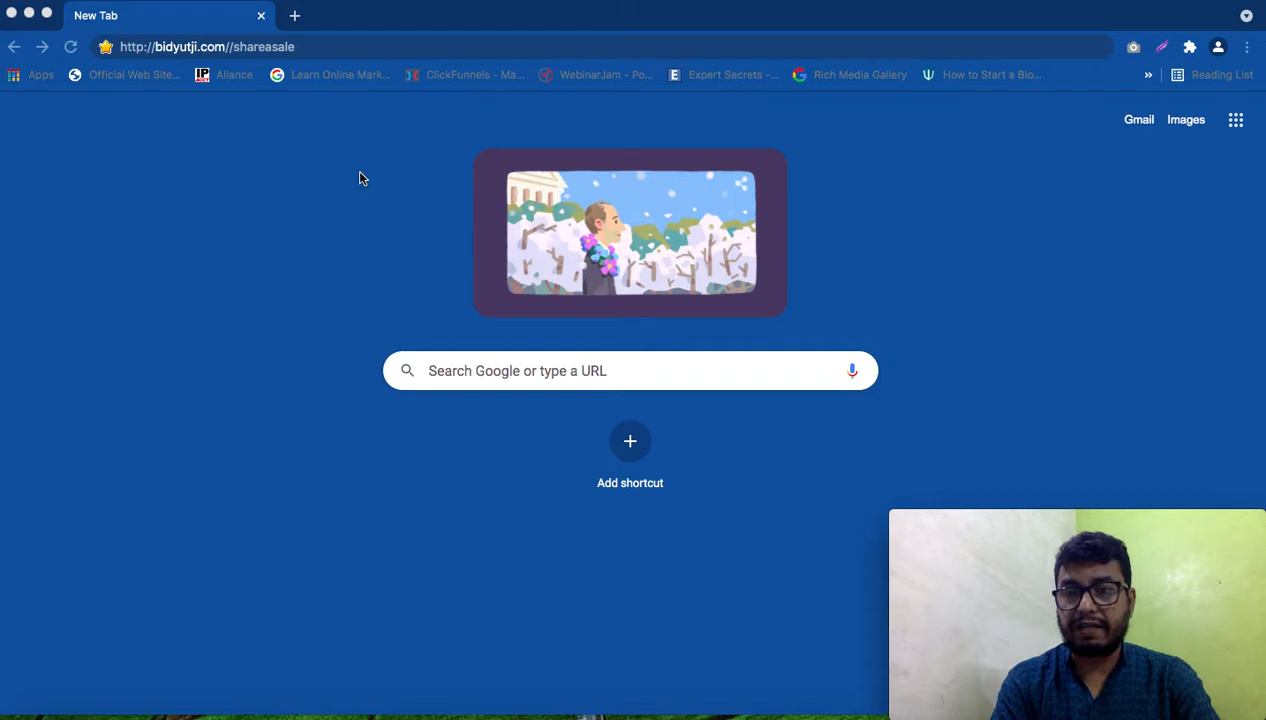 New Tab
http://bidyutji.com//shareasale
Apps
Official Web Site...
IP ACCT Aliance
Learn Online Mark...
ClickFunnels - Ma...
WebinarJam - Po...
E Expert Secrets -...
Rich Media Gallery
How to Start a Blo...
»
Reading List
Gmail Images
Search Google or type a URL
Add shortcut